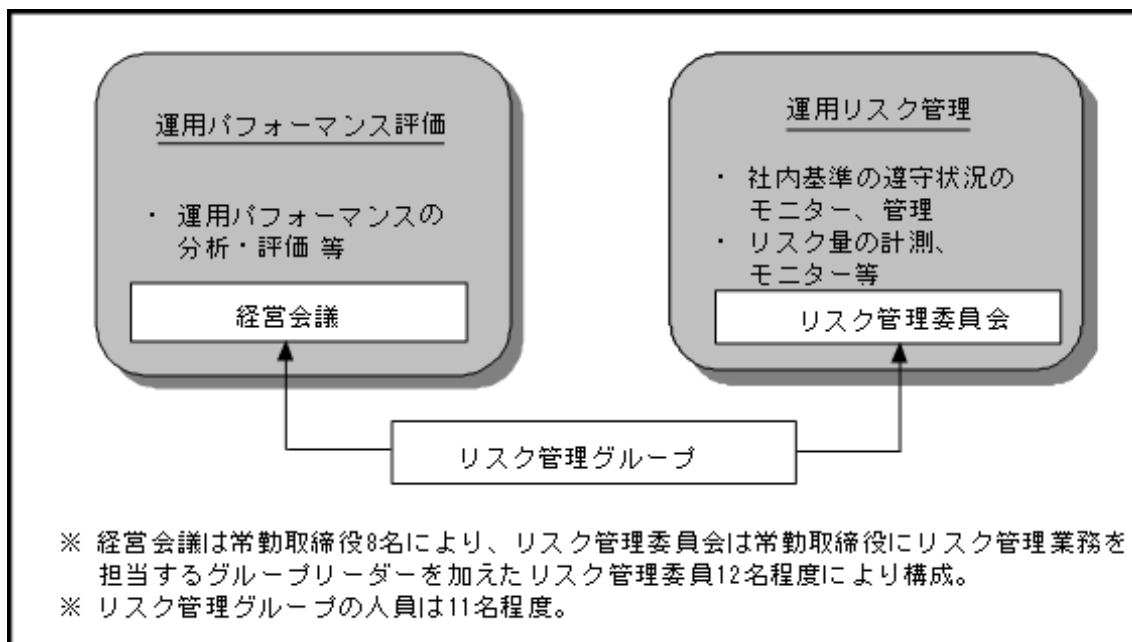 運用パフォーマンス評価
・ 運用パフォーマンスの
分析・評価 等
経営会議
運用リスク管理
・ 社内基準の遵守状況の
モニター、管理
・ リスク量の計測、
モニター等
リスク管理委員会
リスク管理グループ
※ 経営会議は常勤取締役8名により、リスク管理委員会は常勤取締役にリスク管理業務を
担当するグループリーダーを加えたリスク管理委員12名程度により構成。
※ リスク管理グループの人員は11名程度。